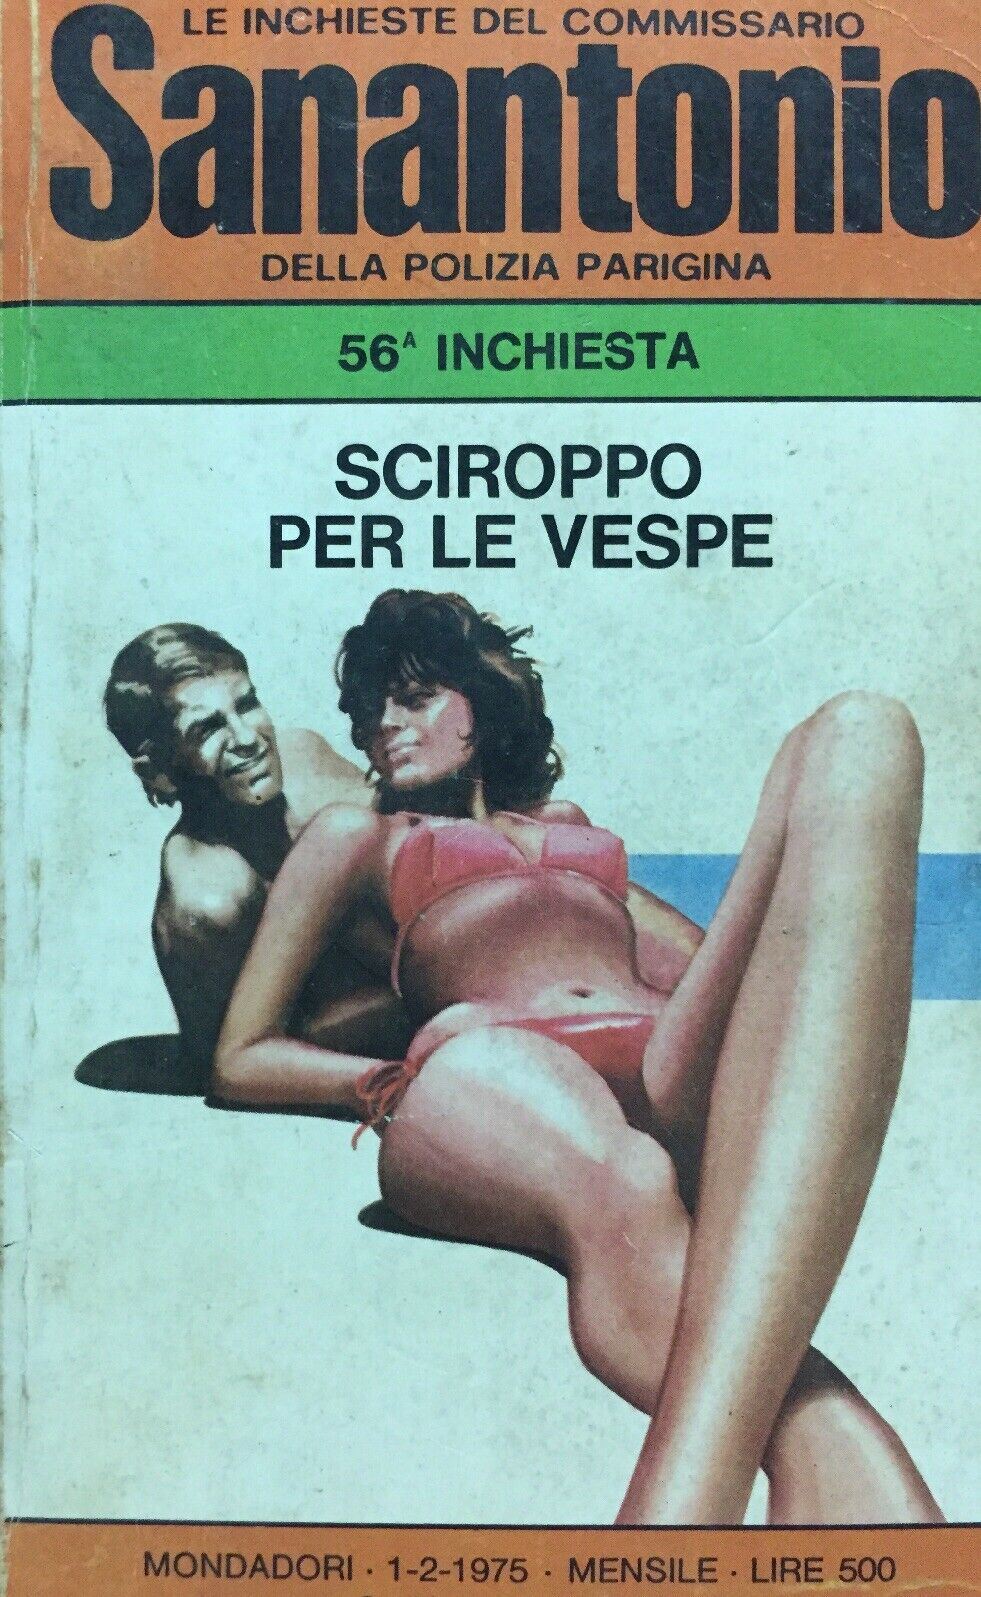 LE INCHIESTE DEL COMMISSARIO
Sanantonio
DELLA POLIZIA PARIGINA
56ᴬ INCHIESTA
SCIROPPO
PER LE VESPE
MONDADORI · 1-2-1975 · MENSILE · LIRE 500